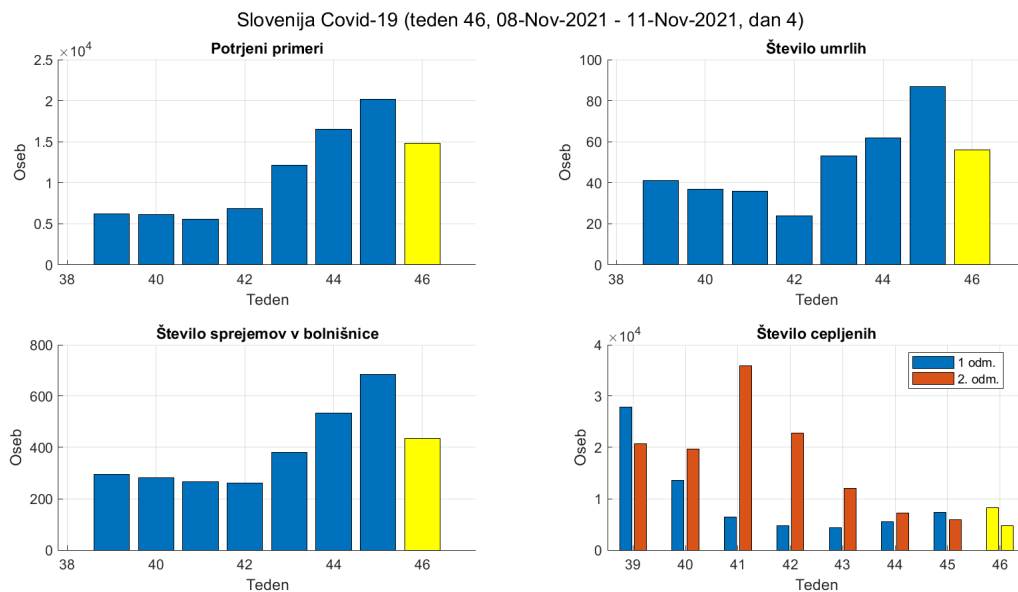 Slovenija Covid-19 (teden 46, 08-Nov-2021 - 11-Nov-2021, dan 4)
Potrjeni primeri
×10⁴
2.5
2
1.5
1
0.5
0
Oseb
38 40 42 44 46
Teden
Število umrlih
100
80
60
40
20
0
Oseb
38 40 42 44 46
Teden
Število sprejemov v bolnišnice
800
600
400
200
0
Oseb
38 40 42 44 46
Teden
Število cepljenih
×10⁴
4
3
2
1
0
Oseb
1 odm.
2. odm.
39 40 41 42 43 44 45 46
Teden